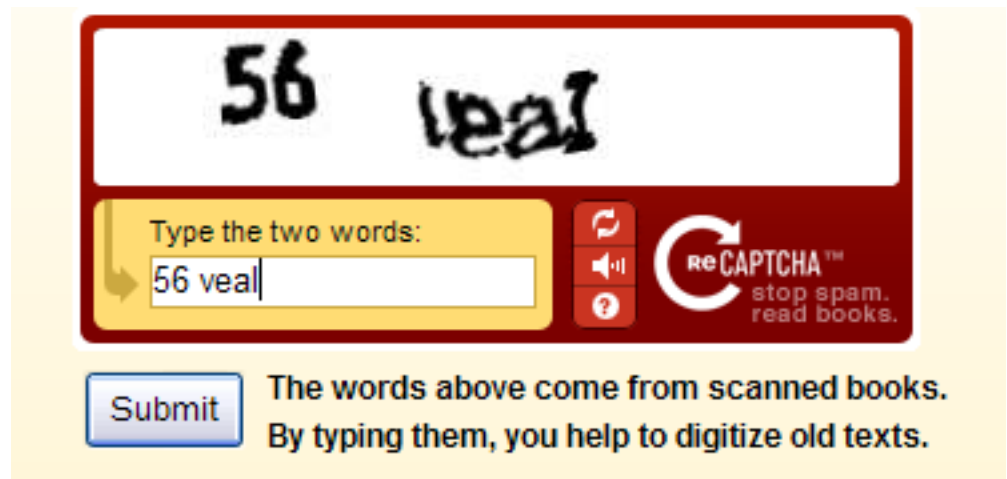 56 veal
Type the two words:
56 veal
ReCAPTCHA™
stop spam.
read books.
Submit
The words above come from scanned books.
By typing them, you help to digitize old texts.